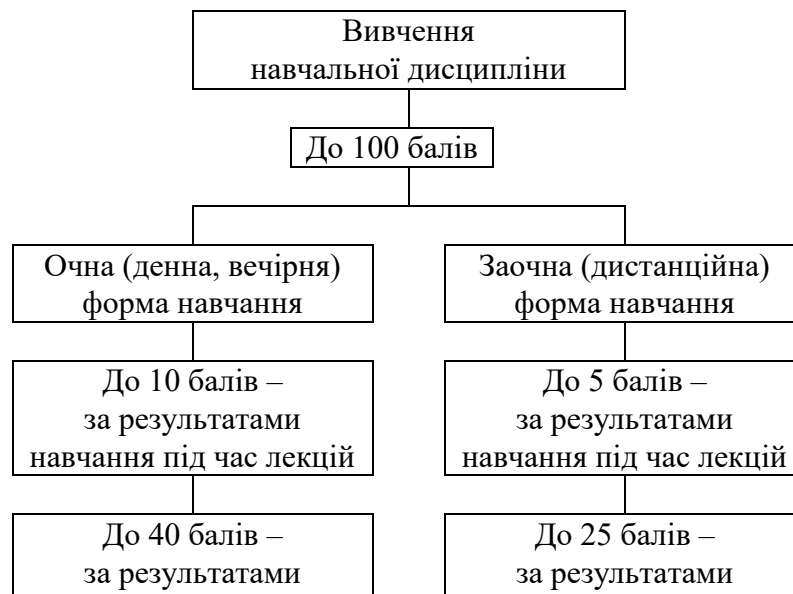 Вивчення
навчальної дисципліни
До 100 балів
Очна (денна, вечірня)
форма навчання
Заочна (дистанційна)
форма навчання
До 10 балів –
за результатами
навчання під час лекцій
До 5 балів –
за результатами
навчання під час лекцій
До 40 балів –
за результатами
До 25 балів –
за результатами